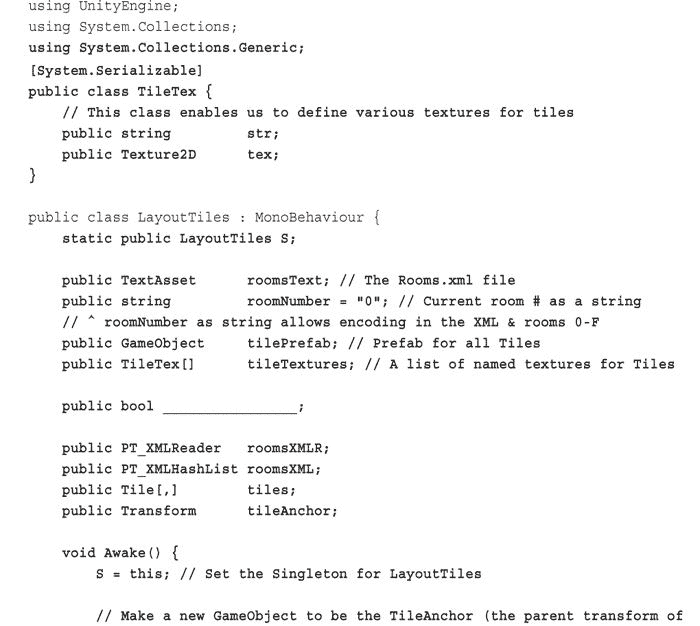 using UnityEngine;
using System.Collections;
using System.Collections.Generic;
[System.Serializable]
public class TileTex {
    // This class enables us to define various textures for tiles
    public string         str;
    public Texture2D      tex;
}

public class LayoutTiles : MonoBehaviour {
    static public LayoutTiles S;

    public TextAsset      roomsText; // The Rooms.xml file
    public string         roomNumber = "0"; // Current room # as a string
    // ^ roomNumber as string allows encoding in the XML & rooms 0-F
    public GameObject     tilePrefab; // Prefab for all Tiles
    public TileTex[]      tileTextures; // A list of named textures for Tiles

    public bool ________________;

    public PT_XMLReader   roomsXMLR;
    public PT_XMLHashList roomsXML;
    public Tile[,]        tiles;
    public Transform      tileAnchor;

    void Awake() {
        S = this; // Set the Singleton for LayoutTiles

        // Make a new GameObject to be the TileAnchor (the parent transform of